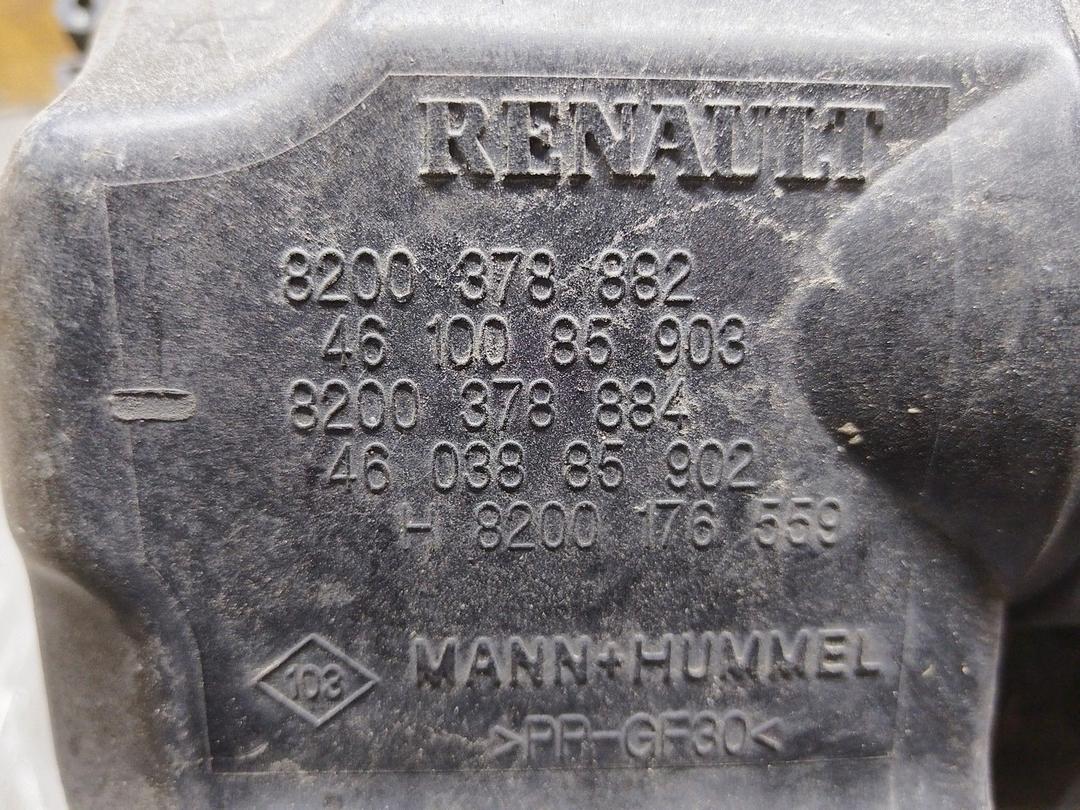 RENAULT
8200 378 882
46 100 85 903
8200 378 884
46 038 85 902
H 8200 176 559
103 MANN+HUMMEL
>PP-GF30<